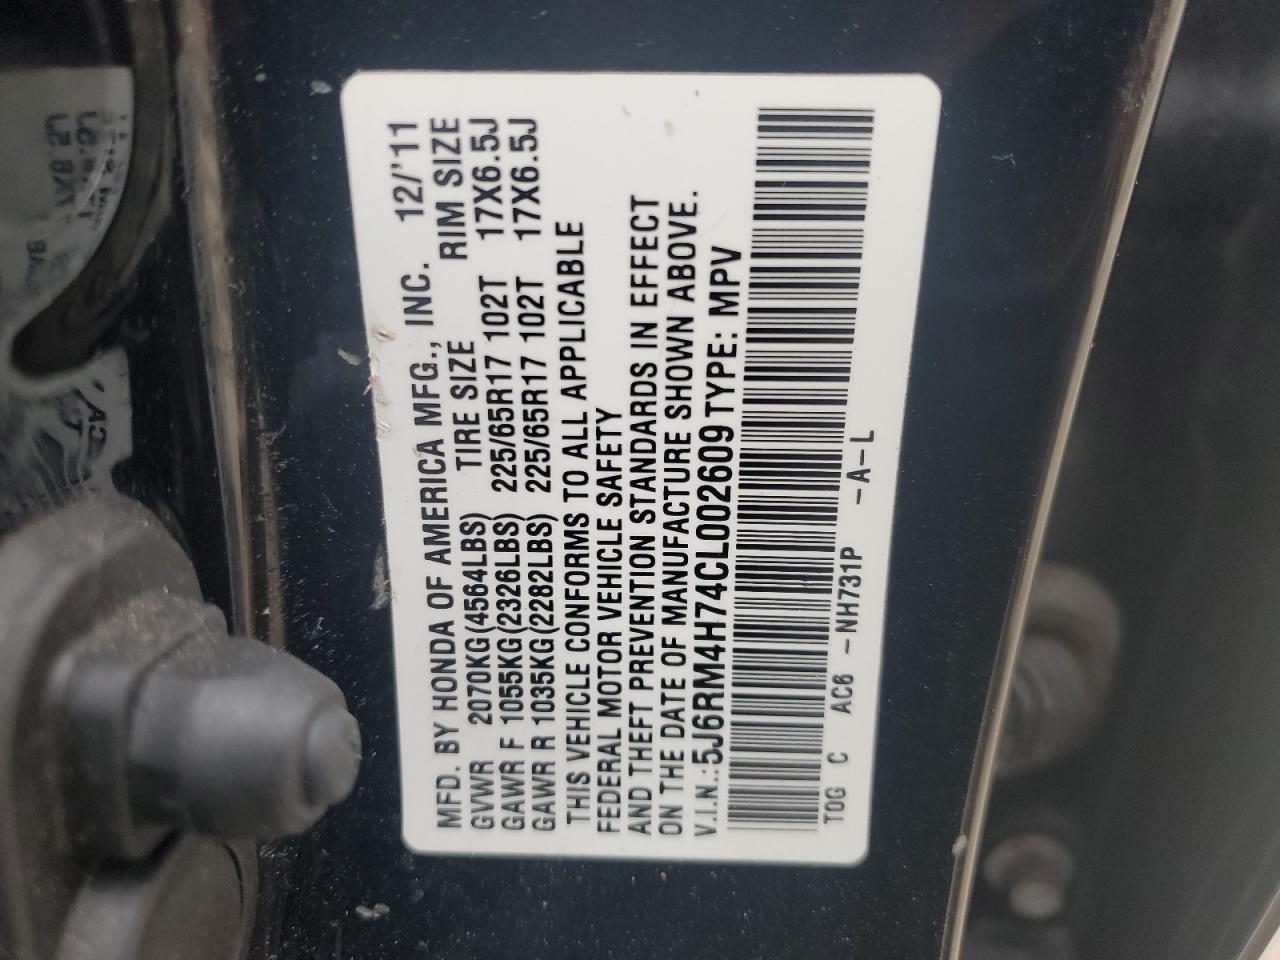 MFD. BY HONDA OF AMERICA MFG., INC. 12/'11
GVWR 2070KG(4564LBS) TIRE SIZE RIM SIZE
GAWR F 1055KG(2326LBS) 225/65R17 102T 17X6.5J
GAWR R 1035KG(2282LBS) 225/65R17 102T 17X6.5J
THIS VEHICLE CONFORMS TO ALL APPLICABLE
FEDERAL MOTOR VEHICLE SAFETY
AND THEFT PREVENTION STANDARDS IN EFFECT
ON THE DATE OF MANUFACTURE SHOWN ABOVE.
V.I.N.:5J6RM4H74CL002609 TYPE: MPV
TOG C AC6 -NH731P -A-L